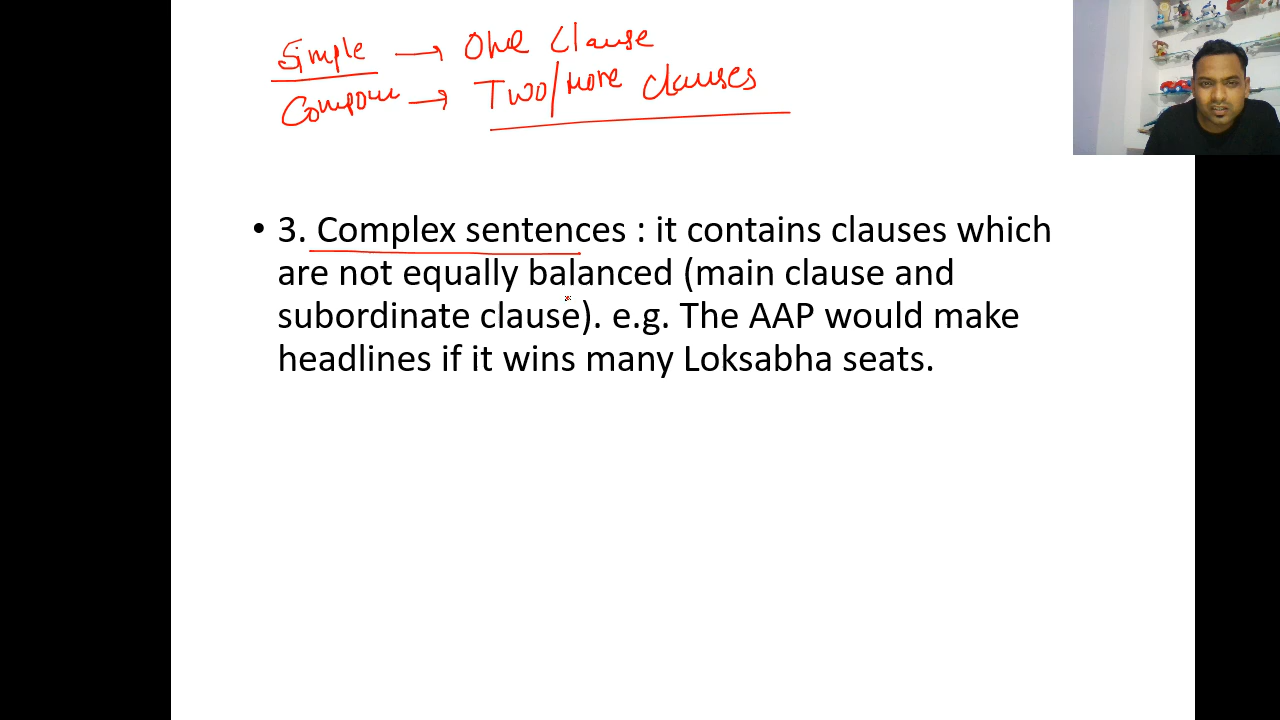 Simple → One Clause
Compoun → Two/more clauses
• 3. Complex sentences : it contains clauses which
are not equally balanced (main clause and
subordinate clause). e.g. The AAP would make
headlines if it wins many Loksabha seats.